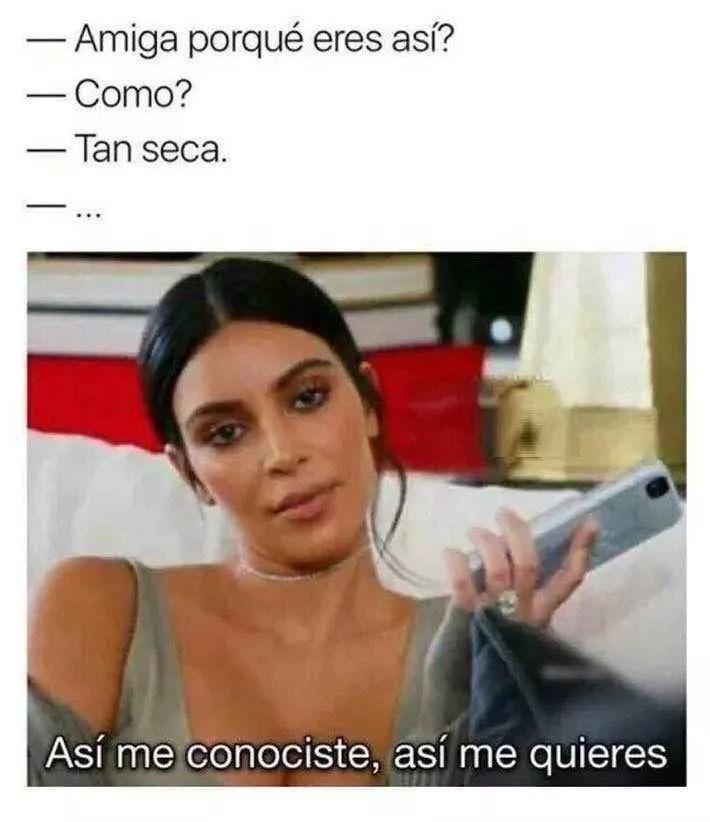 — Amiga porqué eres así?
— Como?
— Tan seca.
— ...
Así me conociste, así me quieres